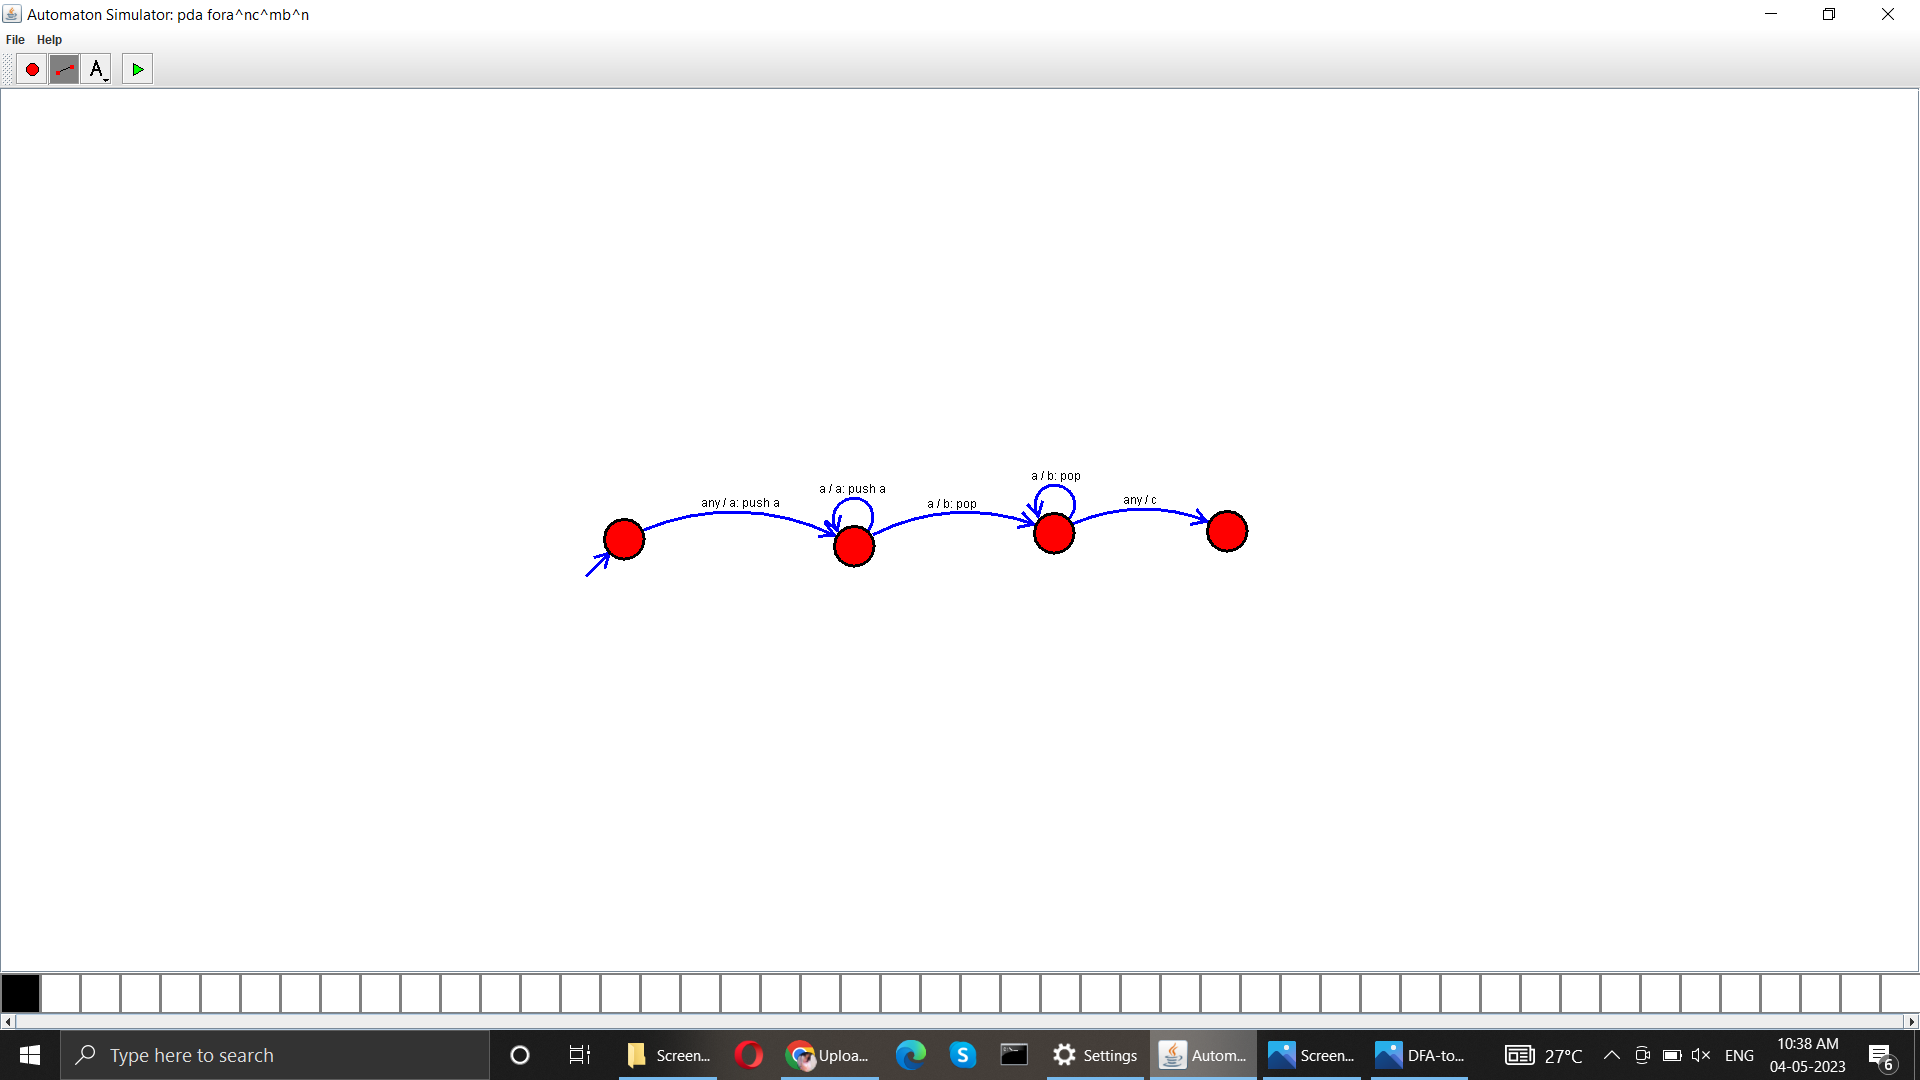 Automaton Simulator: pda fora^nc^mb^n
File Help
A
a / b: pop
a / a: push a
any / a: push a
a / b: pop
any / c
Type here to search
Screen...
Uploa...
Settings
Autom...
Screen...
DFA-to...
27°C
ENG
10:38 AM
04-05-2023
6